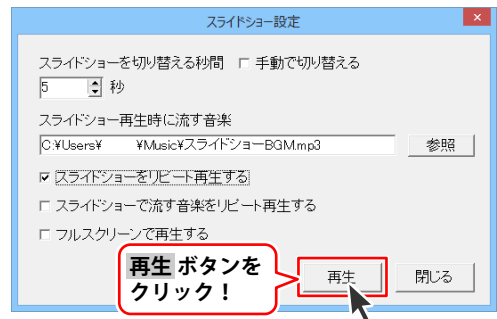 スライドショー設定
スライドショーを切り替える秒間 手動で切り替える
5 秒
スライドショー再生時に流す音楽
C:¥Users¥ ¥Music¥スライドショーBGM.mp3 参照
スライドショーをリピート再生する
スライドショーで流す音楽をリピート再生する
フルスクリーンで再生する
再生 ボタンを
クリック！
再生 閉じる